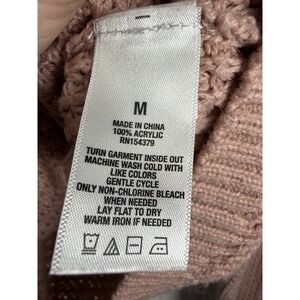 M
MADE IN CHINA
100% ACRYLIC
RN154379
TURN GARMENT INSIDE OUT
MACHINE WASH COLD WITH
LIKE COLORS
GENTLE CYCLE
ONLY NON-CHLORINE BLEACH
WHEN NEEDED
LAY FLAT TO DRY
WARM IRON IF NEEDED